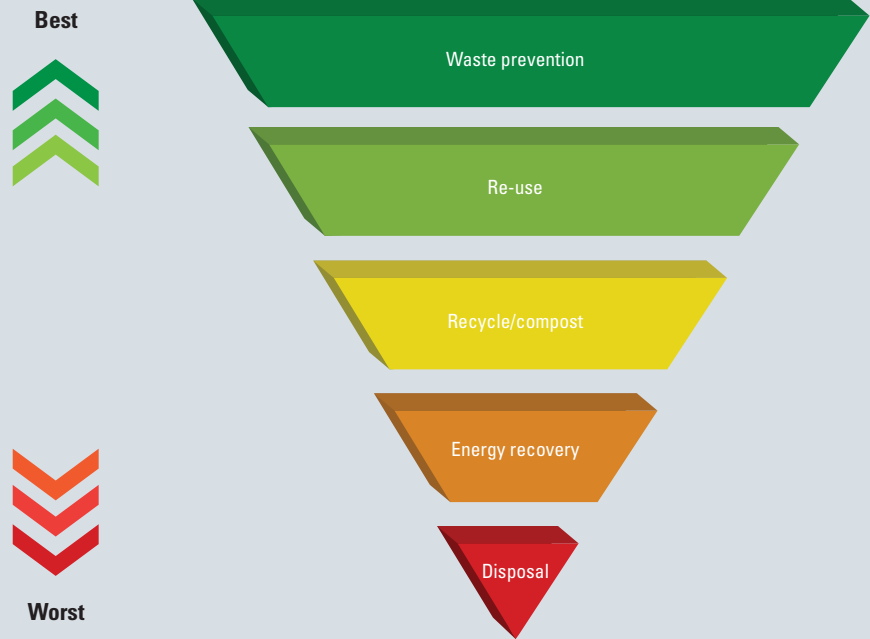 Best
Waste prevention
Re-use
Recycle/compost
Energy recovery
Disposal
Worst